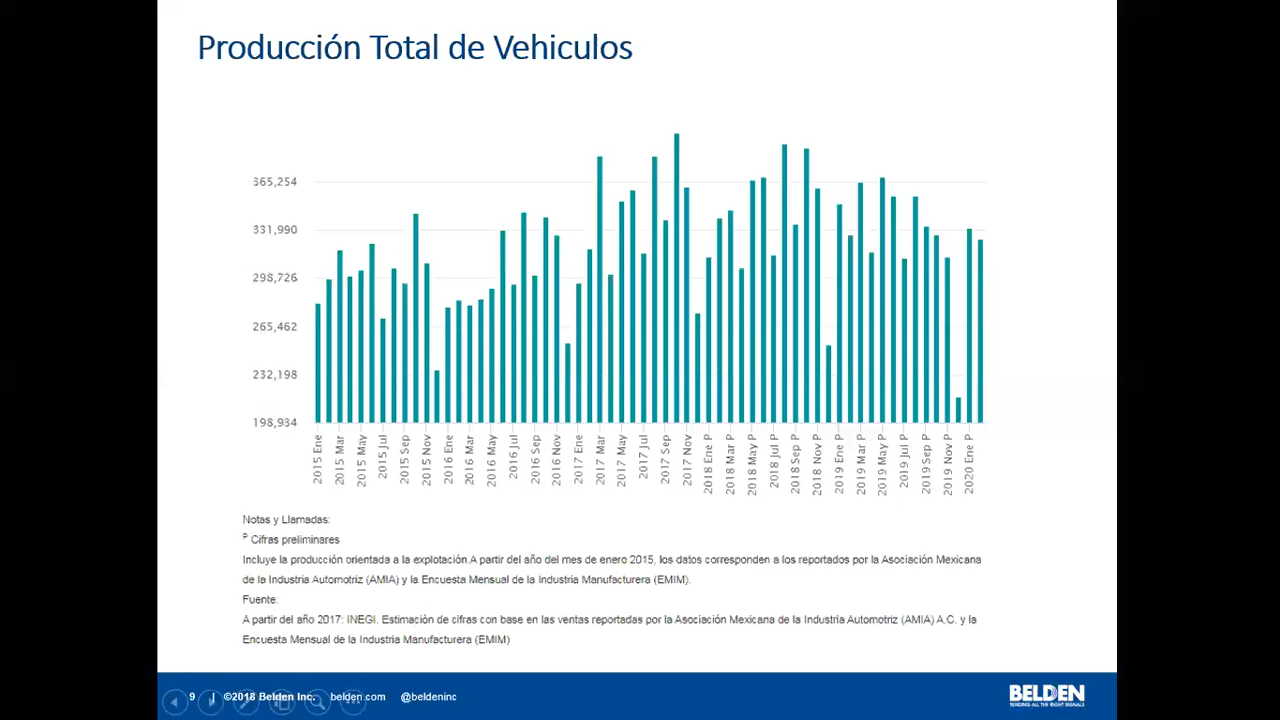 Producción Total de Vehiculos
365,254
331,990
298,726
265,462
232,198
198,934
2015 Ene
2015 Mar
2015 May
2015 Jul
2015 Sep
2015 Nov
2016 Ene
2016 Mar
2016 May
2016 Jul
2016 Sep
2016 Nov
2017 Ene
2017 Mar
2017 May
2017 Jul
2017 Sep
2017 Nov
2018 Ene P
2018 Mar P
2018 May P
2018 Jul P
2018 Sep P
2018 Nov P
2019 Ene P
2019 Mar P
2019 May P
2019 Jul P
2019 Sep P
2019 Nov P
2020 Ene P
Notas y Llamadas:
P Cifras preliminares
Incluye la producción orientada a la explotación.A partir del año del mes de enero 2015, los datos corresponden a los reportados por la Asociación Mexicana
de la Industria Automotriz (AMIA) y la Encuesta Mensual de la Industria Manufacturera (EMIM).
Fuente:
A partir del año 2017: INEGI. Estimación de cifras con base en las ventas reportadas por la Asociación Mexicana de la Industria Automotriz (AMIA) A.C. y la
Encuesta Mensual de la Industria Manufacturera (EMIM)
9 | ©2018 Belden Inc. belden.com @beldeninc
BELDEN
SENDING ALL THE RIGHT SIGNALS